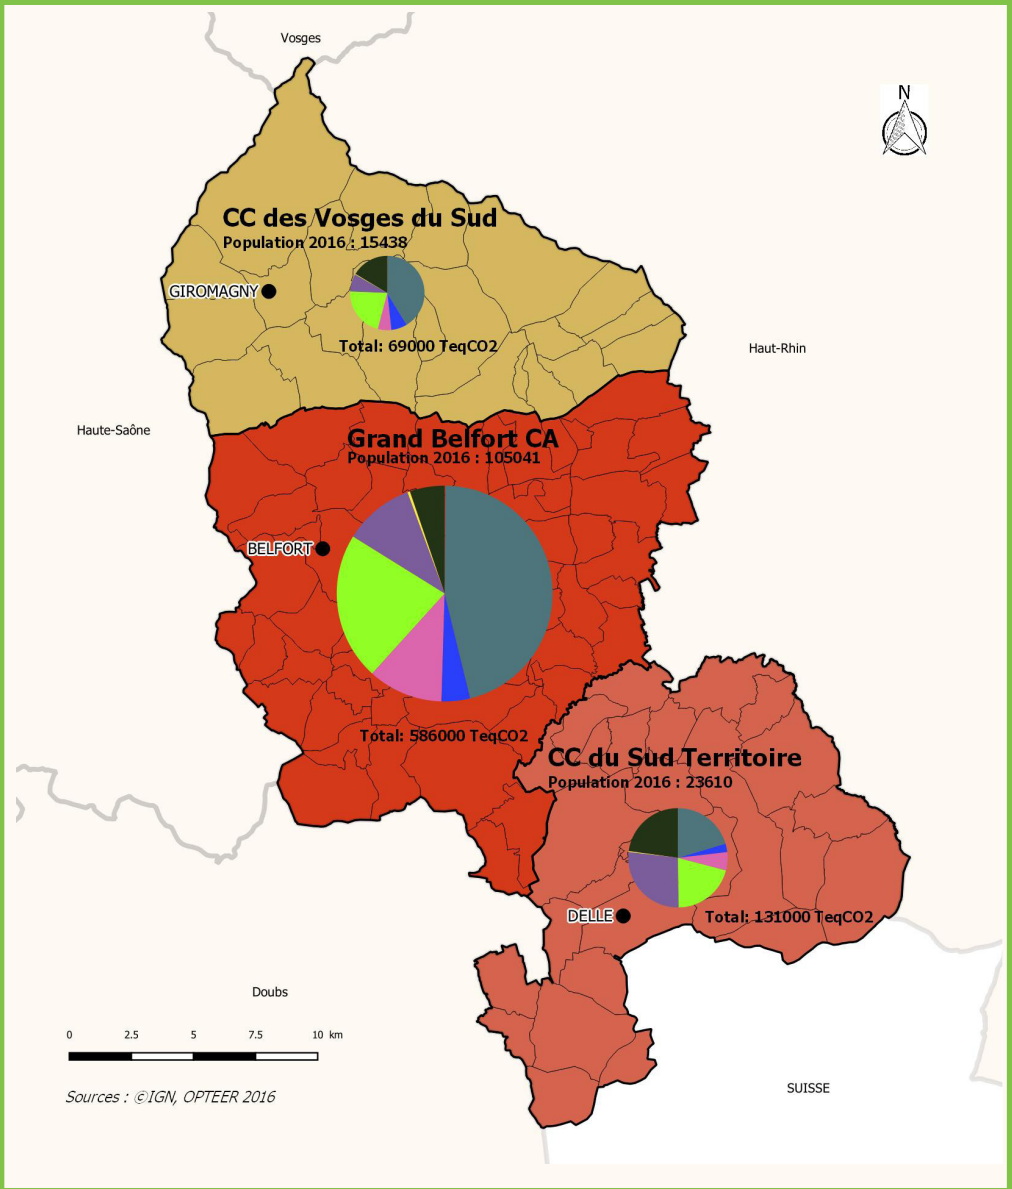 Vosges
N
CC des Vosges du Sud
Population 2016 : 15438
GIROMAGNY
Total: 69000 TeqCO2
Haut-Rhin
Haute-Saône
Grand Belfort CA
Population 2016 : 105041
BELFORT
Total: 586000 TeqCO2
CC du Sud Territoire
Population 2016 : 23610
DELLE
Total: 131000 TeqCO2
Doubs
0 2.5 5 7.5 10 km
SUISSE
Sources : ©IGN, OPTEER 2016